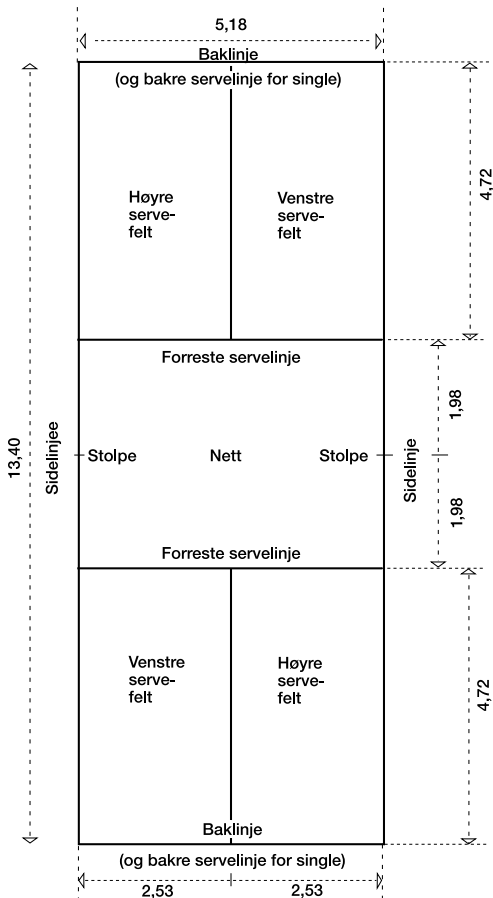 5,18
Baklinje
(og bakre servelinje for single)
4,72
Høyre
serve-
felt
Venstre
serve-
felt
Forreste servelinje
1,98
13,40
Sidelinjee
Stolpe
Nett
Stolpe
Sidelinje
1,98
Forreste servelinje
Venstre
serve-
felt
Høyre
serve-
felt
4,72
Baklinje
(og bakre servelinje for single)
2,53
2,53